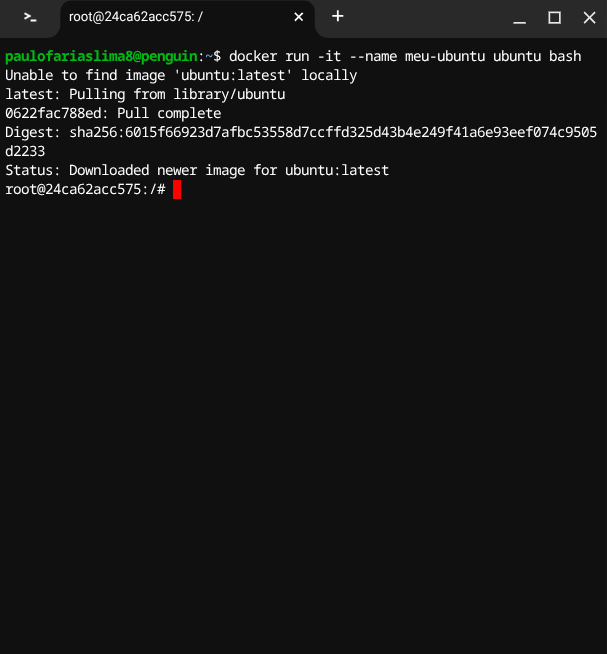 root@24ca62acc575: /
paulofariaslima8@penguin:~$ docker run -it --name meu-ubuntu ubuntu bash
Unable to find image 'ubuntu:latest' locally
latest: Pulling from library/ubuntu
0622fac788ed: Pull complete
Digest: sha256:6015f66923d7afbc53558d7ccffd325d43b4e249f41a6e93eef074c9505
d2233
Status: Downloaded newer image for ubuntu:latest
root@24ca62acc575:/#